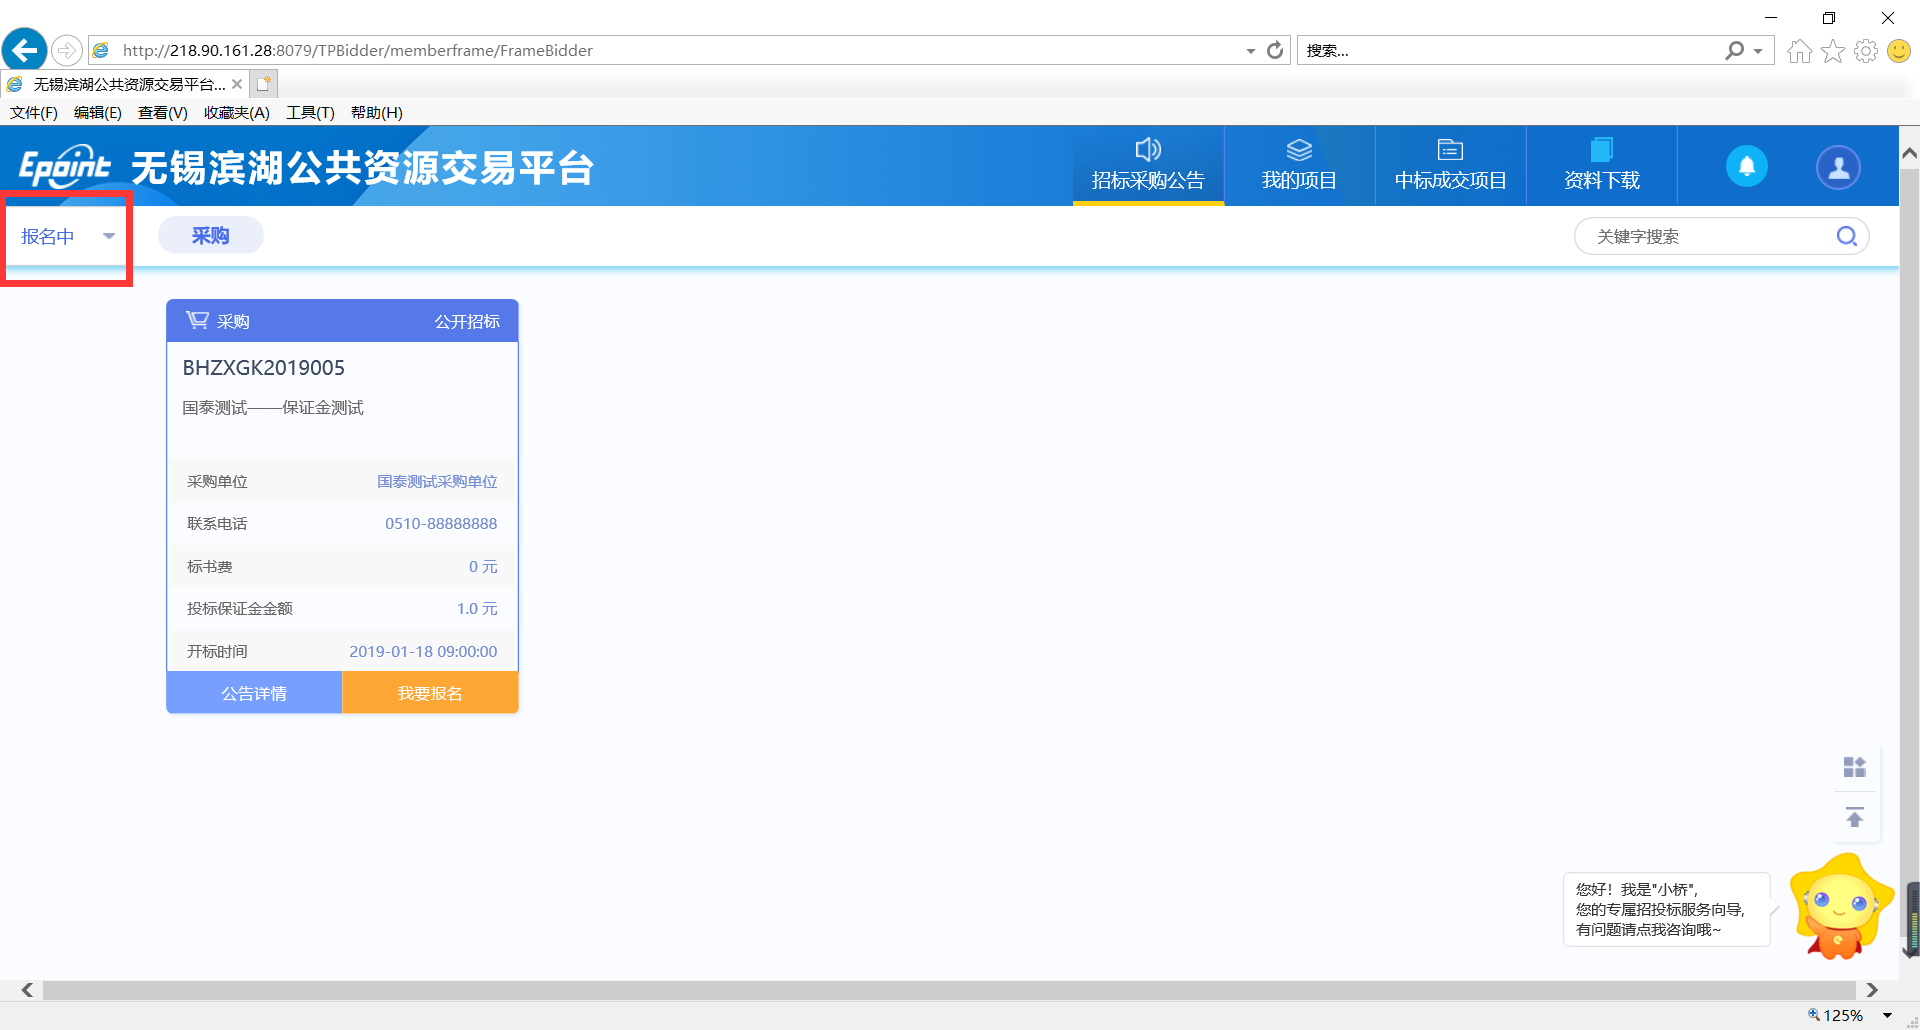 http://218.90.161.28:8079/TPBidder/memberframe/FrameBidder
搜索...
无锡滨湖公共资源交易平台...
文件(F) 编辑(E) 查看(V) 收藏夹(A) 工具(T) 帮助(H)
Epoint 无锡滨湖公共资源交易平台
招标采购公告 我的项目 中标成交项目 资料下载
报名中 采购 关键字搜索
采购 公开招标
BHZXGK2019005
国泰测试——保证金测试
采购单位 国泰测试采购单位
联系电话 0510-88888888
标书费 0 元
投标保证金金额 1.0 元
开标时间 2019-01-18 09:00:00
公告详情 我要报名
您好！我是"小桥",
您的专属招投标服务向导,
有问题请点我咨询哦~
125%